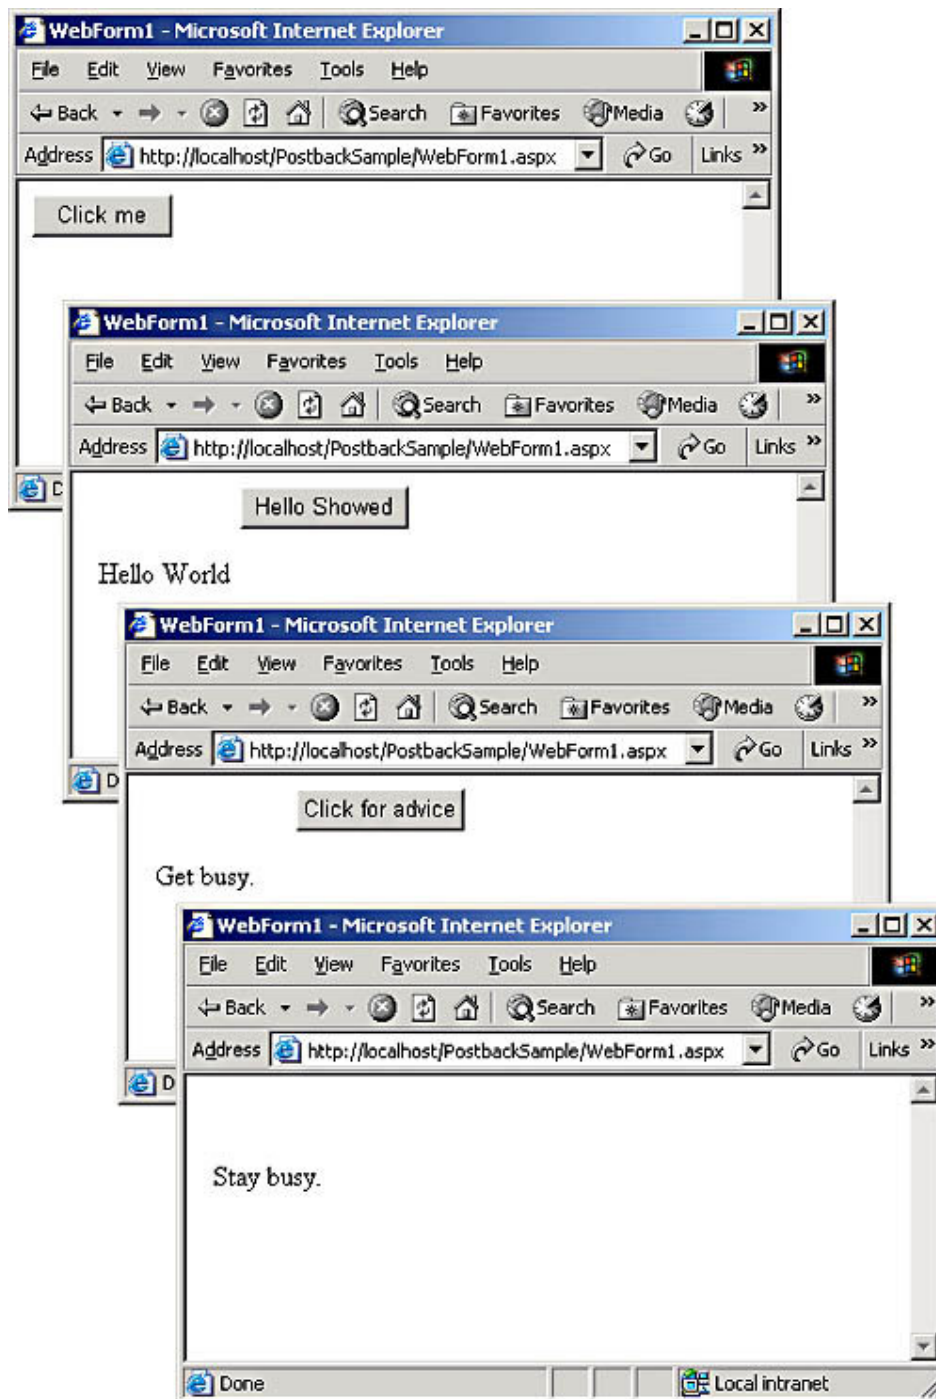 WebForm1 - Microsoft Internet Explorer
File Edit View Favorites Tools Help
Back Search Favorites Media »
Address http://localhost/PostbackSample/WebForm1.aspx Go Links »
Click me
D
WebForm1 - Microsoft Internet Explorer
File Edit View Favorites Tools Help
Back Search Favorites Media »
Address http://localhost/PostbackSample/WebForm1.aspx Go Links »
Hello Showed
Hello World
D
WebForm1 - Microsoft Internet Explorer
File Edit View Favorites Tools Help
Back Search Favorites Media »
Address http://localhost/PostbackSample/WebForm1.aspx Go Links »
Click for advice
Get busy.
D
WebForm1 - Microsoft Internet Explorer
File Edit View Favorites Tools Help
Back Search Favorites Media »
Address http://localhost/PostbackSample/WebForm1.aspx Go Links »
Stay busy.
Done Local intranet